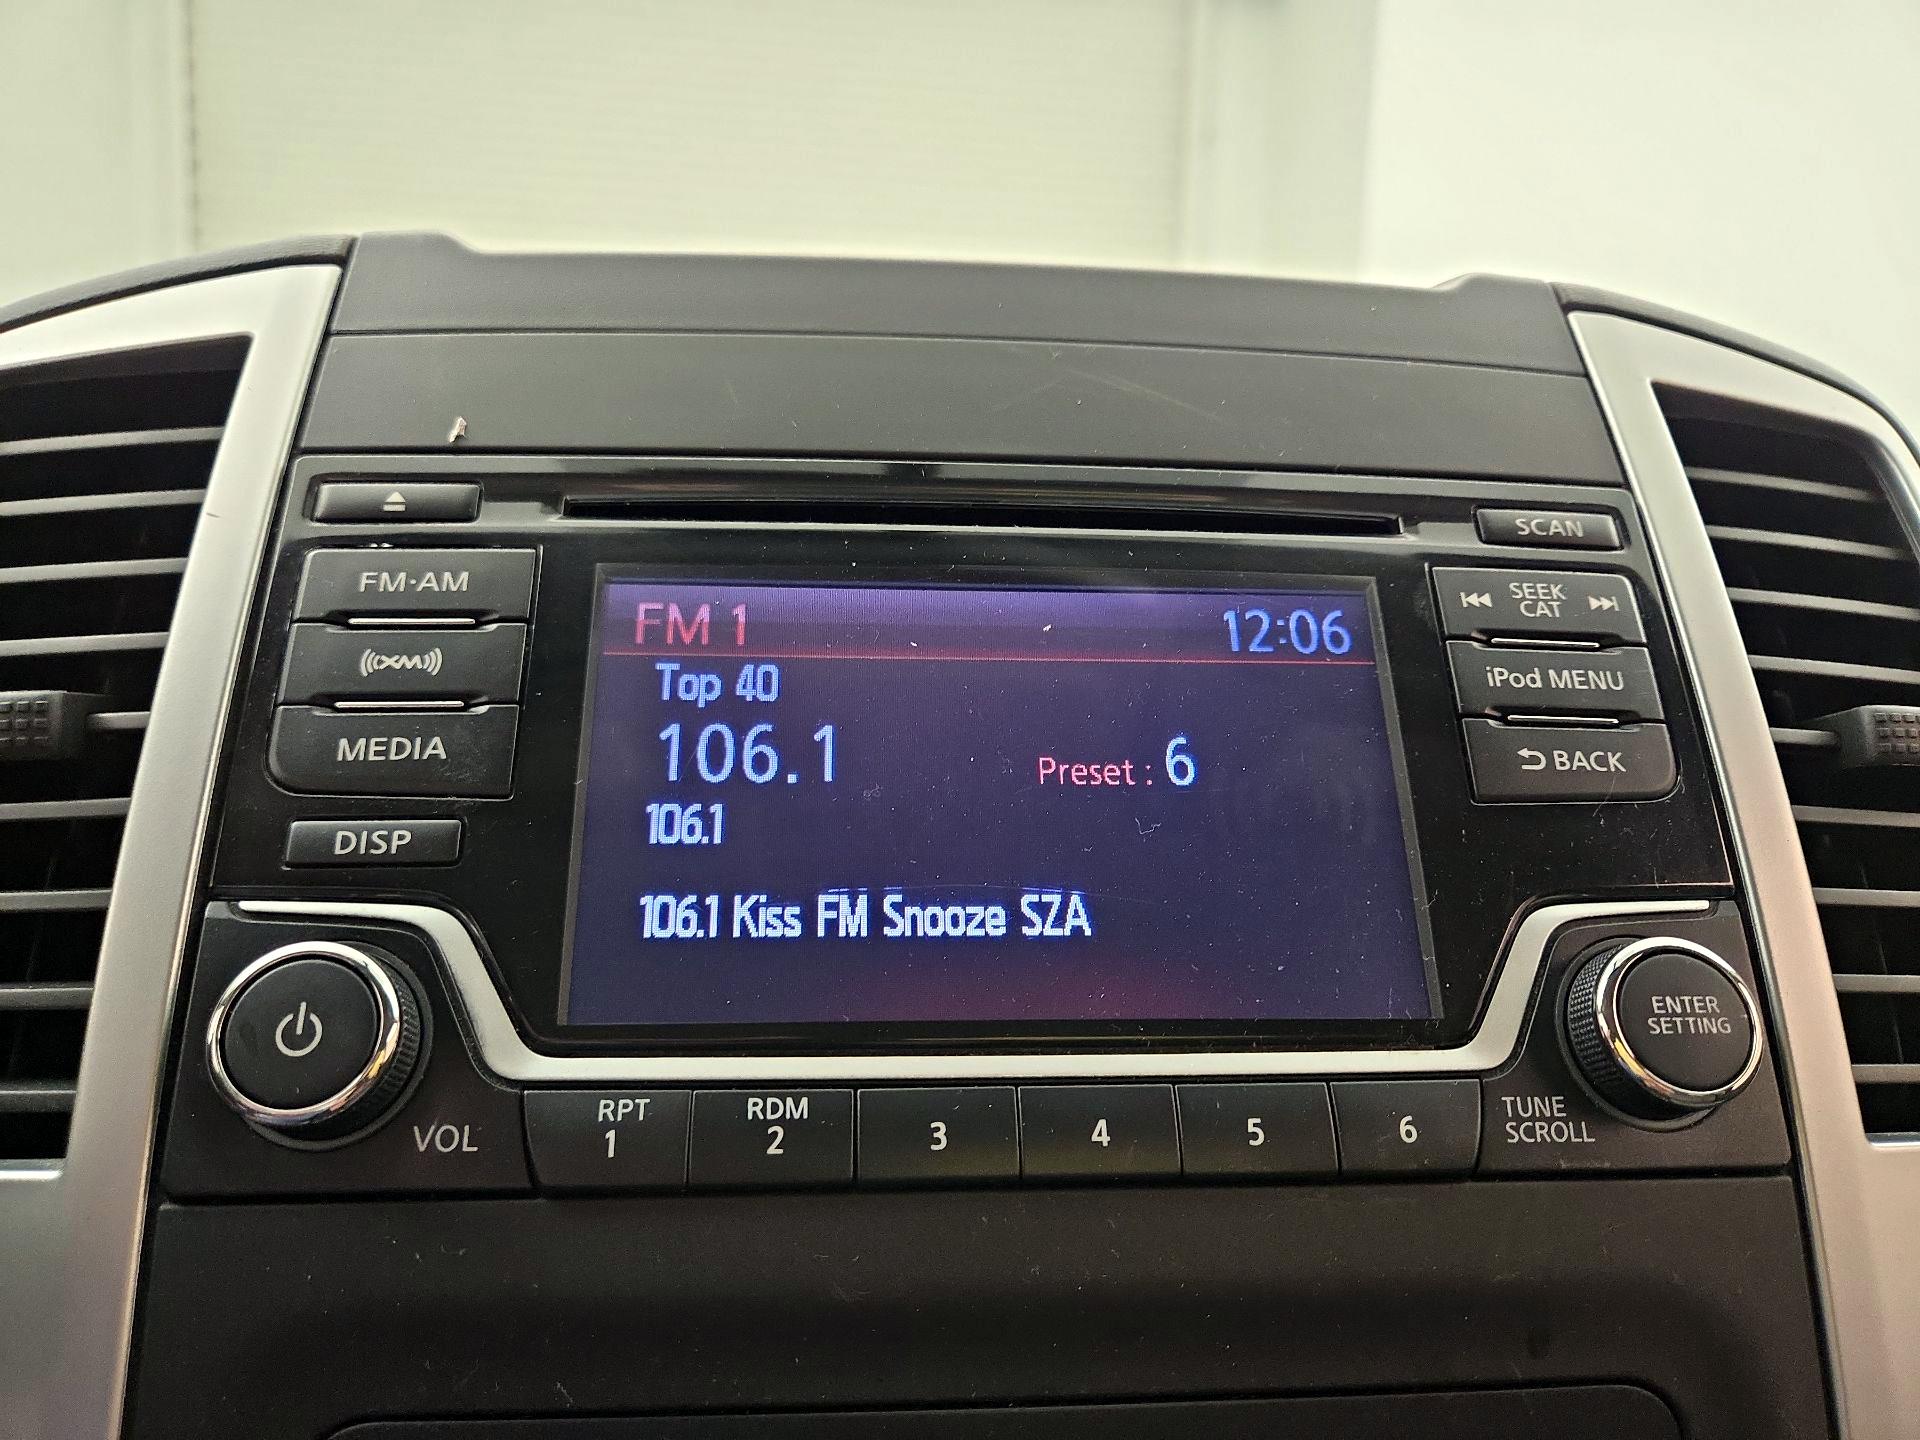 SCAN
FM·AM
SEEK
CAT
XM
iPod MENU
MEDIA
BACK
DISP
FM 1 12:06
Top 40
106.1 Preset : 6
106.1
106.1 Kiss FM Snooze SZA
ENTER
SETTING
VOL
RPT
1
RDM
2
3
4
5
6
TUNE
SCROLL